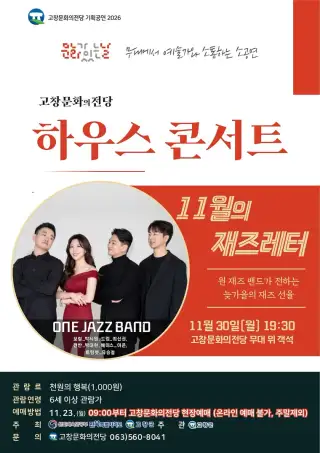 고창문화의전당 기획공연 2026
문화가 있는 날 무대에서 예술가와 소통하는 소공연
고창문화의전당
하우스 콘서트
11월의
재즈레터
원 재즈 밴드가 전하는
늦가을의 재즈 선율
11월 30일[월] 19:30
고창문화의전당 무대 위 객석
ONE JAZZ BAND
관 람 료 천원의 행복(1,000원)
관람연령 6세 이상 관람가
예매방법 11. 23. (월) 09:00부터 고창문화의전당 현장예매 (온라인 예매 불가, 주말제외)
주 최 고창군 주 관 고창군
문 의 고창문화의전당 063)560-8041